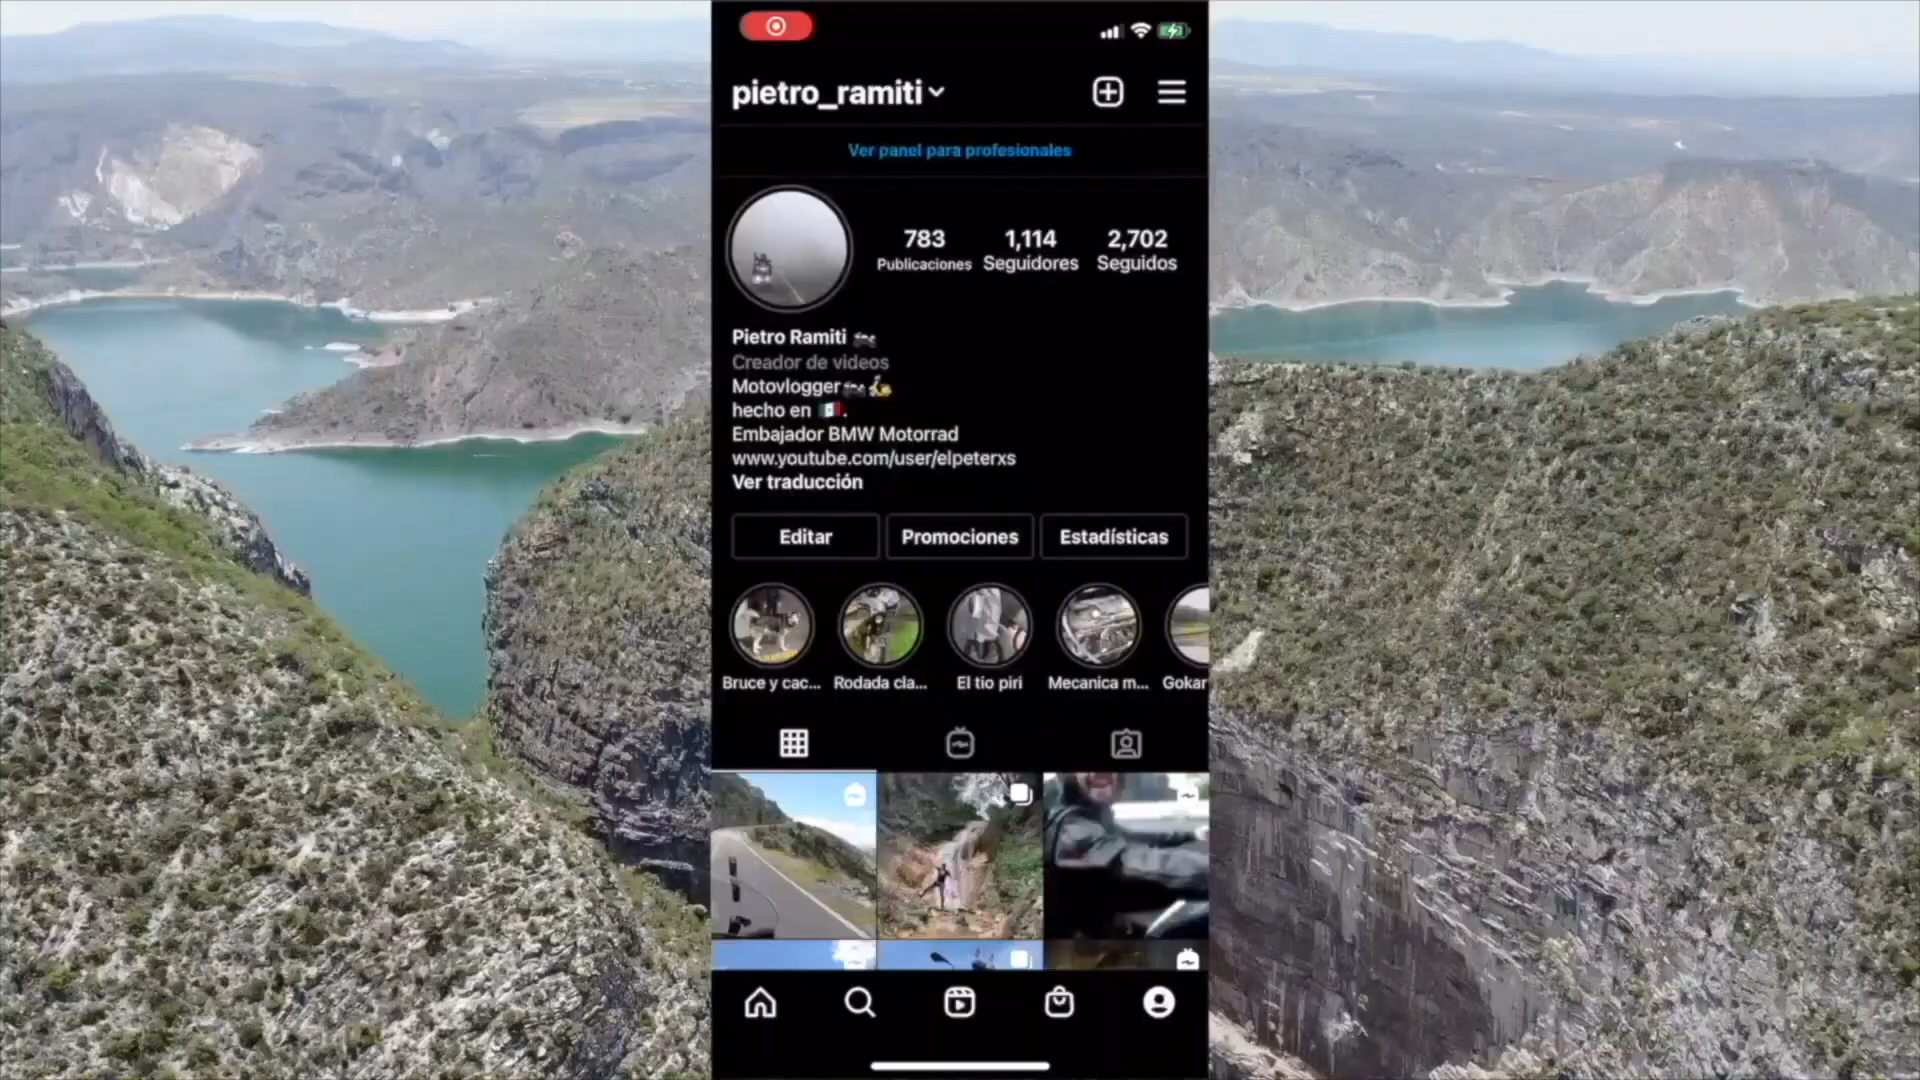 pietro_ramiti
Ver panel para profesionales
783 1,114 2,702
Publicaciones Seguidores Seguidos
Pietro Ramiti
Creador de videos
Motovlogger
hecho en 🇲🇽.
Embajador BMW Motorrad
www.youtube.com/user/elpeterxs
Ver traducción
Editar Promociones Estadísticas
Bruce y cac... Rodada cla... El tio piri Mecanica m... Gokar